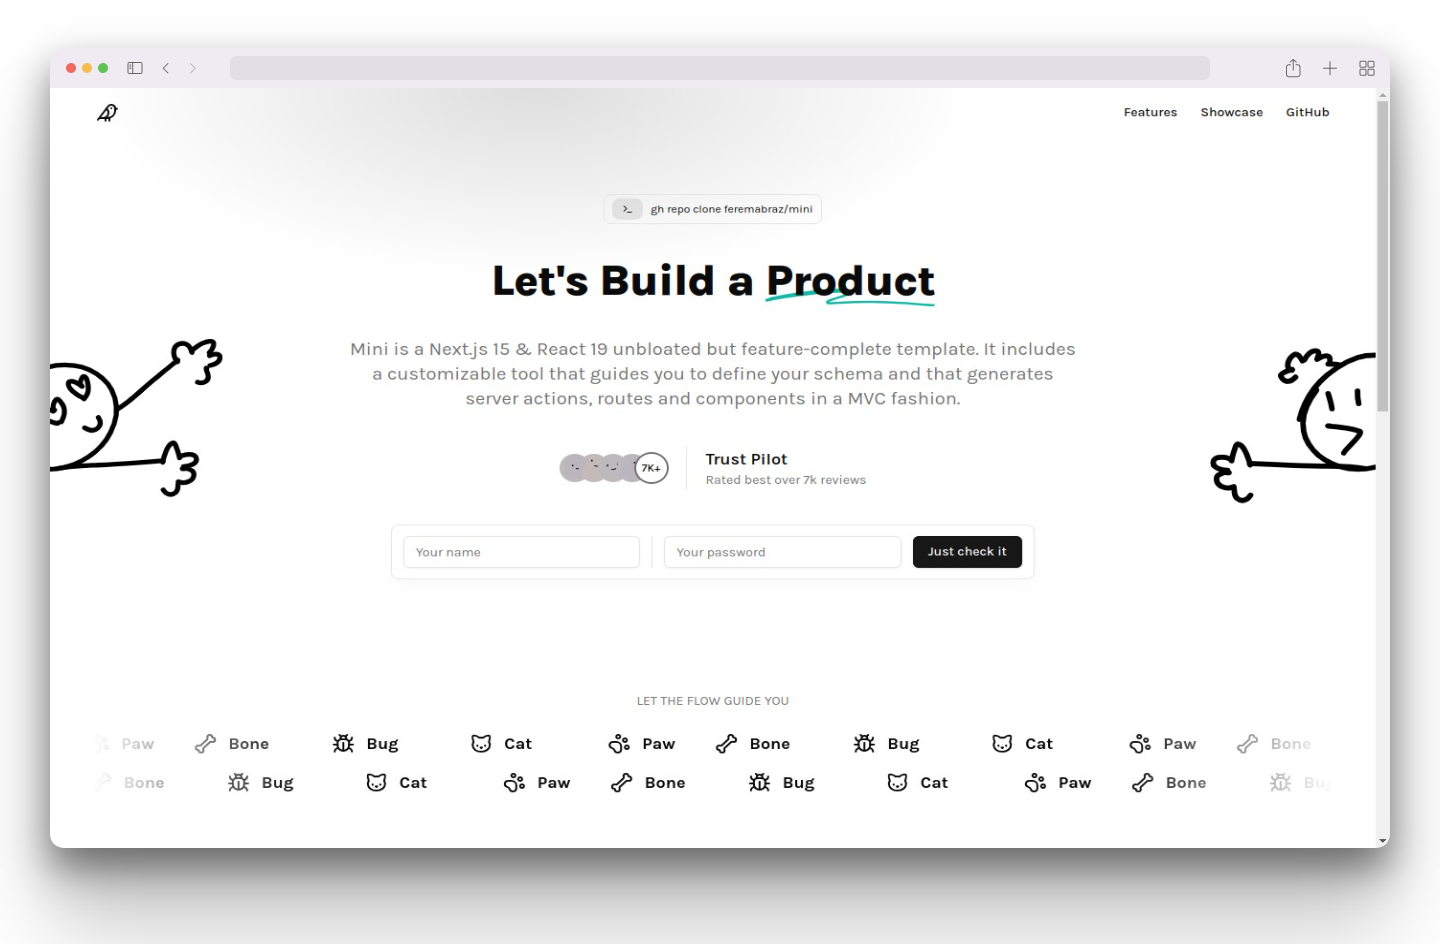 Features Showcase GitHub
>_ gh repo clone feremabraz/mini
Let's Build a Product
Mini is a Next.js 15 & React 19 unbloated but feature-complete template. It includes
a customizable tool that guides you to define your schema and that generates
server actions, routes and components in a MVC fashion.
7K+
Trust Pilot
Rated best over 7k reviews
Your name
Your password
Just check it
LET THE FLOW GUIDE YOU
Paw Bone Bug Cat Paw Bone Bug Cat Paw Bone
Bone Bug Cat Paw Bone Bug Cat Paw Bone Bug